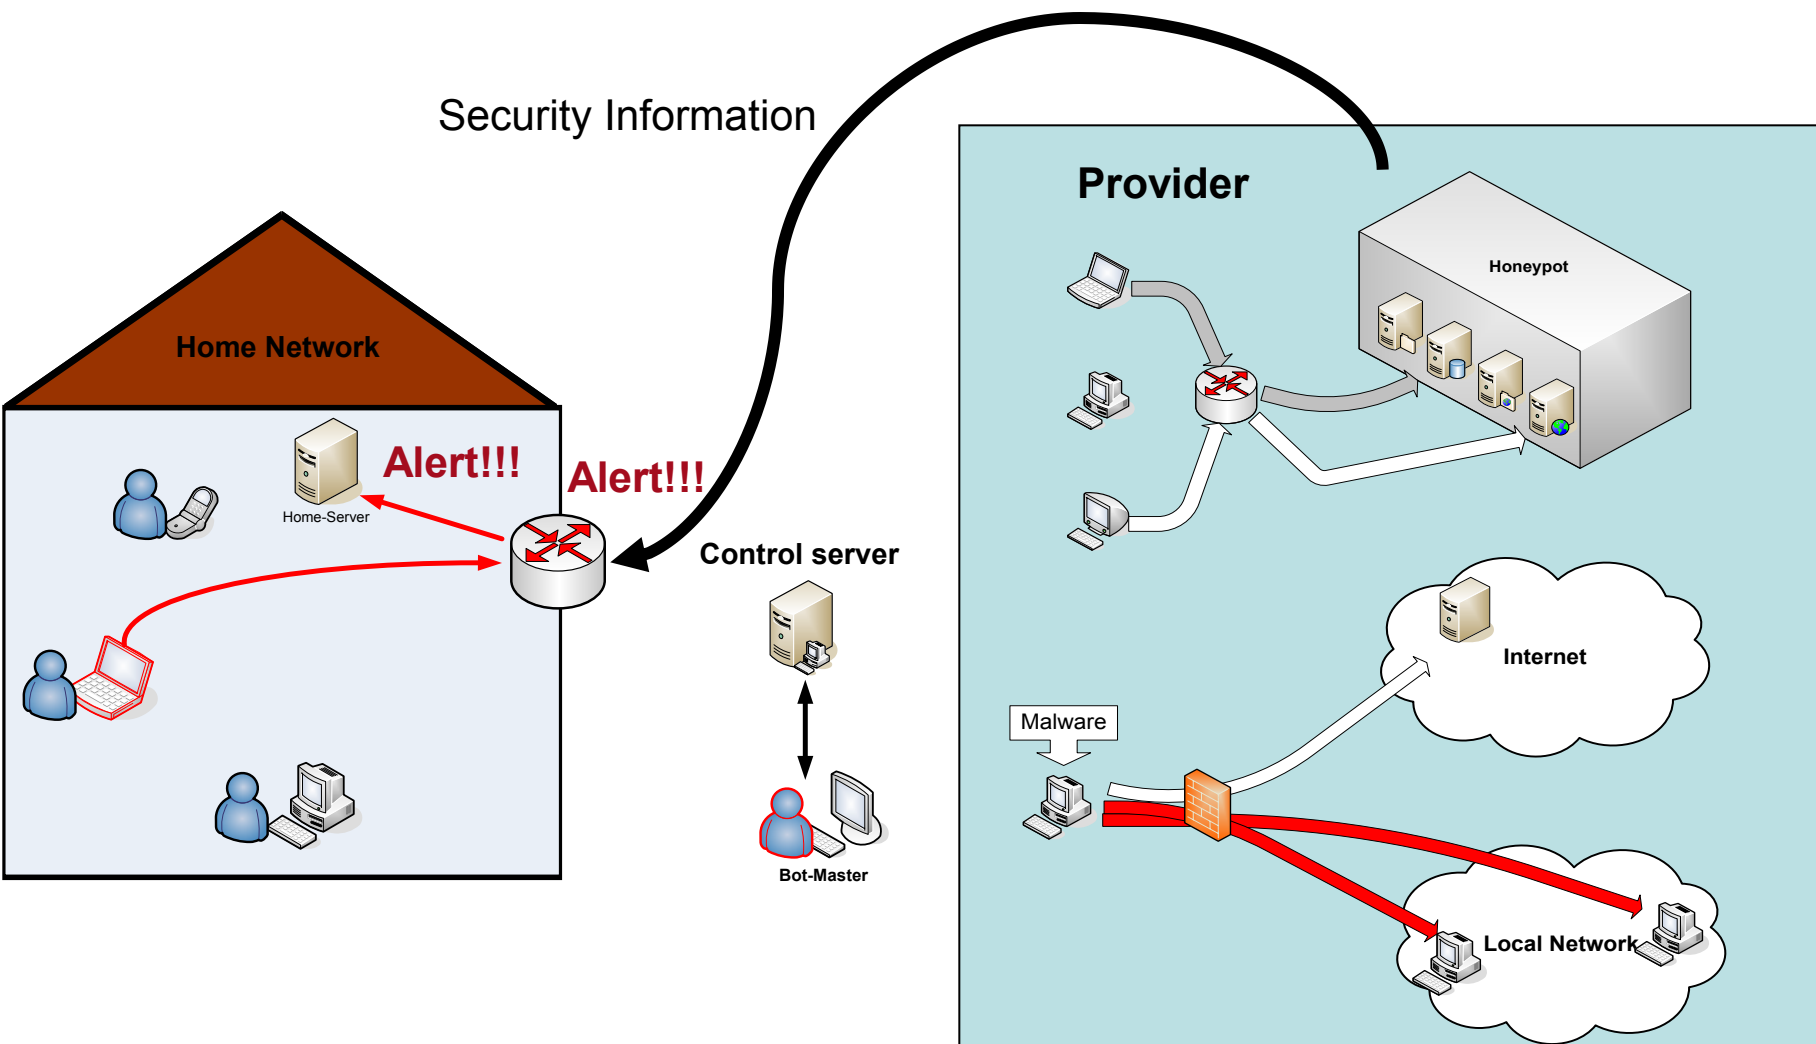 Security Information
Provider
Honeypot
Home Network
Alert!!!
Alert!!!
Home-Server
Control server
Internet
Malware
Bot-Master
Local Network